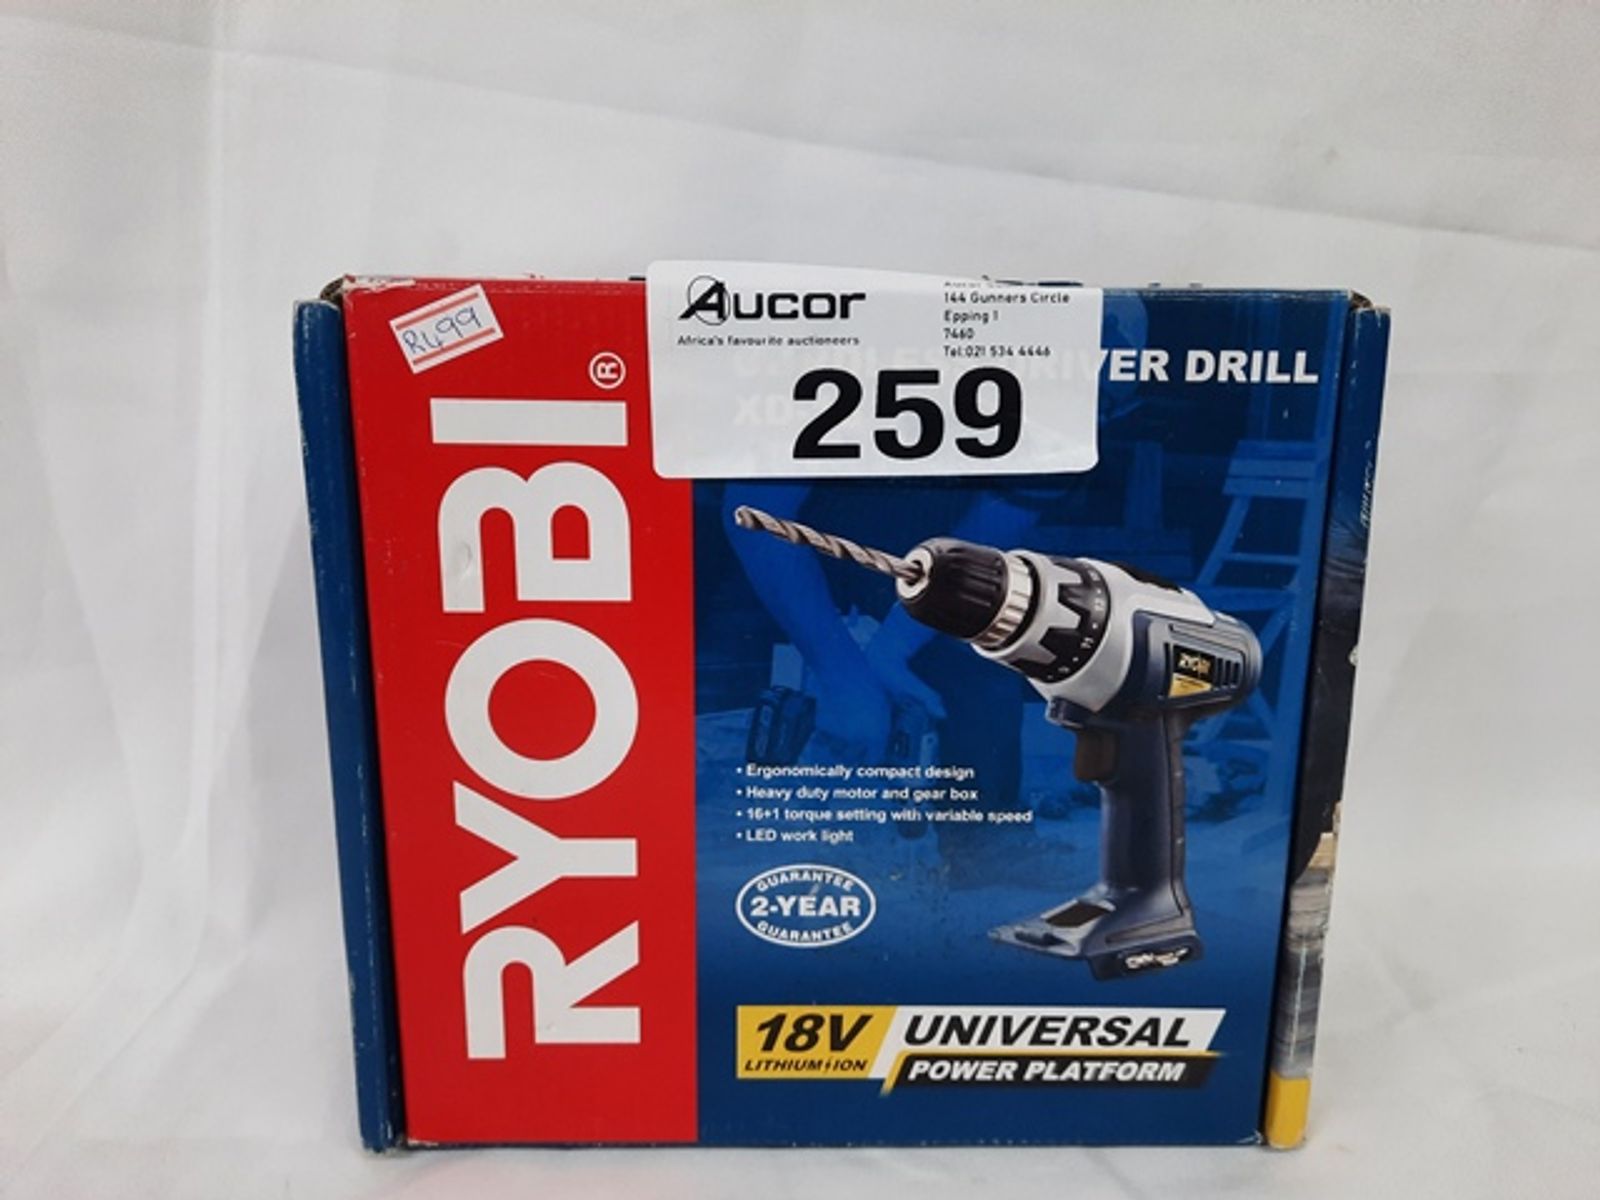 R499
RYOBI®
Aucor
Africa's favourite auctioneers
144 Gunners Circle
Epping 1
7460
Tel:021 534 4446
259
DRILL
RYOBI
• Ergonomically compact design
• Heavy duty motor and gear box
• 16+1 torque setting with variable speed
• LED work light
GUARANTEE
2-YEAR
GUARANTEE
18V
LITHIUM ION
UNIVERSAL
POWER PLATFORM